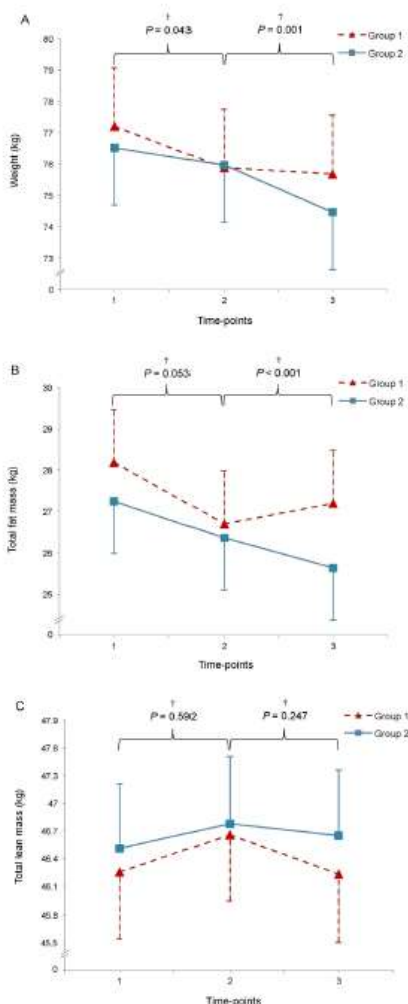 A
†
†
P = 0.043
P = 0.001
Group 1
Group 2
80
79
78
77
76
75
74
73
0
Weight (kg)
1
2
3
Time-points
B
†
†
P = 0.053
P < 0.001
Group 1
Group 2
30
29
28
27
26
25
0
Total fat mass (kg)
1
2
3
Time-points
C
†
†
P = 0.592
P = 0.247
Group 1
Group 2
47.9
47.6
47.3
47
46.7
46.4
46.1
45.8
45.5
0
Total lean mass (kg)
1
2
3
Time-points